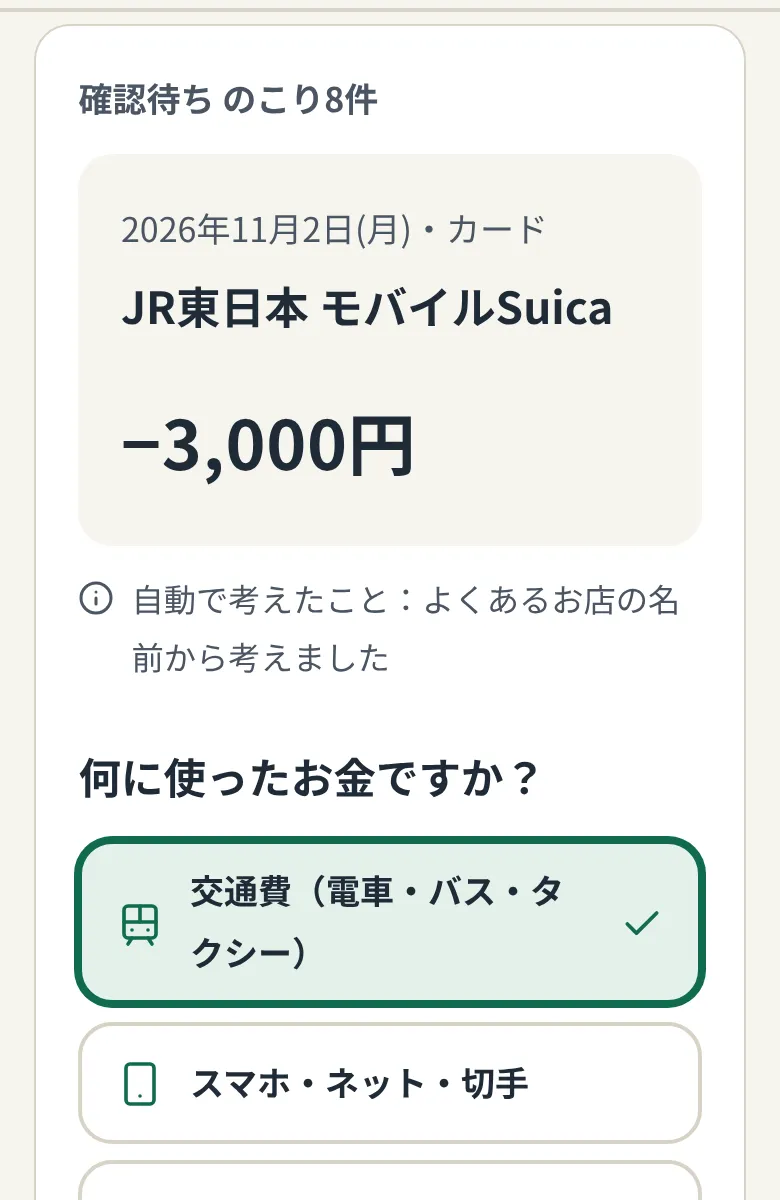 確認待ち のこり8件
2026年11月2日(月)・カード
JR東日本 モバイルSuica
−3,000円
自動で考えたこと：よくあるお店の名
前から考えました
何に使ったお金ですか？
交通費（電車・バス・タ
クシー）
スマホ・ネット・切手